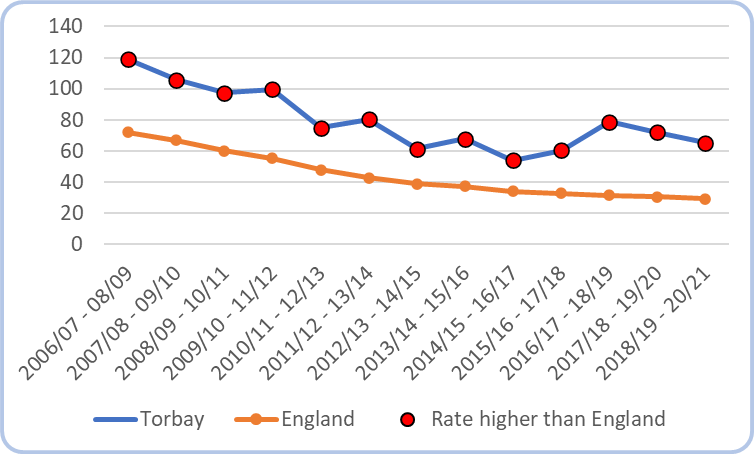 140
120
100
80
60
40
20
0
2006/07 - 08/09
2007/08 - 09/10
2008/09 - 10/11
2009/10 - 11/12
2010/11 - 12/13
2011/12 - 13/14
2012/13 - 14/15
2013/14 - 15/16
2014/15 - 16/17
2015/16 - 17/18
2016/17 - 18/19
2017/18 - 19/20
2018/19 - 20/21
Torbay England Rate higher than England